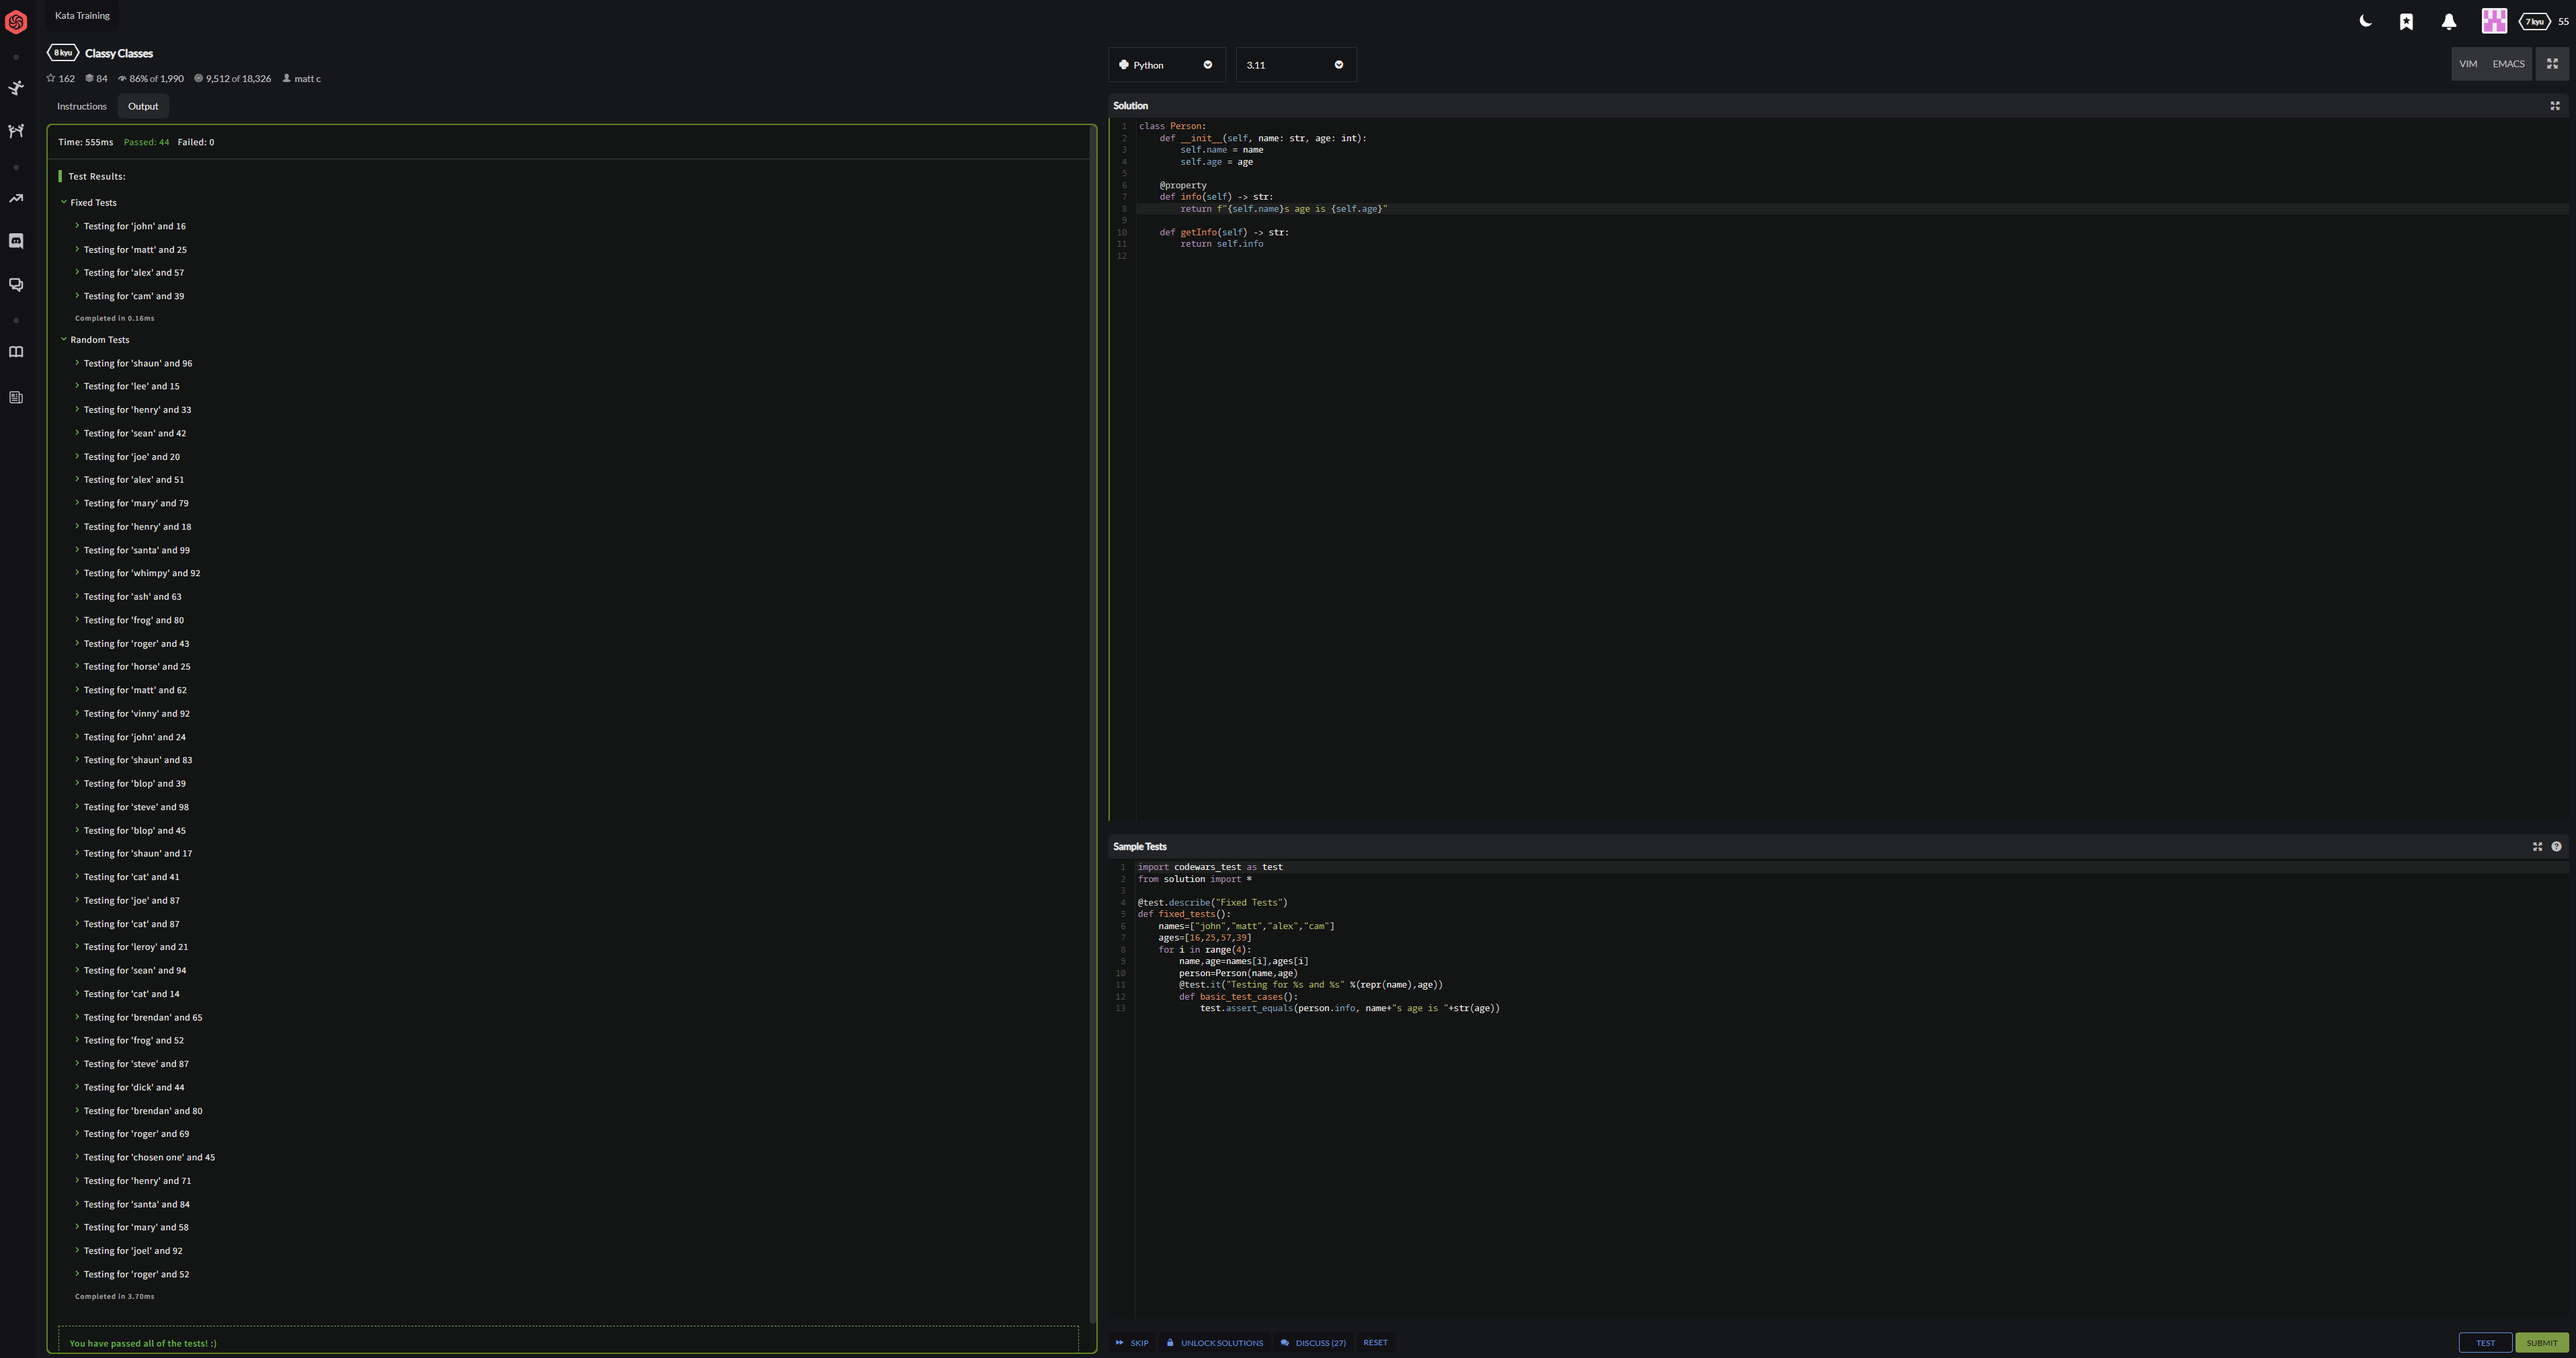 Kata Training
7 kyu 55
8 kyu Classy Classes
162 84 86% of 1,990 9,512 of 18,326 matt c
Instructions Output
Time: 555ms Passed: 44 Failed: 0
Test Results:
Fixed Tests
Testing for 'john' and 16
Testing for 'matt' and 25
Testing for 'alex' and 57
Testing for 'cam' and 39
Completed in 0.16ms
Random Tests
Testing for 'shaun' and 96
Testing for 'lee' and 15
Testing for 'henry' and 33
Testing for 'sean' and 42
Testing for 'joe' and 20
Testing for 'alex' and 51
Testing for 'mary' and 79
Testing for 'henry' and 18
Testing for 'santa' and 99
Testing for 'whimpy' and 92
Testing for 'ash' and 63
Testing for 'frog' and 80
Testing for 'roger' and 43
Testing for 'horse' and 25
Testing for 'matt' and 62
Testing for 'vinny' and 92
Testing for 'john' and 24
Testing for 'shaun' and 83
Testing for 'blop' and 39
Testing for 'steve' and 98
Testing for 'blop' and 45
Testing for 'shaun' and 17
Testing for 'cat' and 41
Testing for 'joe' and 87
Testing for 'cat' and 87
Testing for 'leroy' and 21
Testing for 'sean' and 94
Testing for 'cat' and 14
Testing for 'brendan' and 65
Testing for 'frog' and 52
Testing for 'steve' and 87
Testing for 'dick' and 44
Testing for 'brendan' and 80
Testing for 'roger' and 69
Testing for 'chosen one' and 45
Testing for 'henry' and 71
Testing for 'santa' and 84
Testing for 'mary' and 58
Testing for 'joel' and 92
Testing for 'roger' and 52
Completed in 3.70ms
You have passed all of the tests! :)
Python 3.11 VIM EMACS
Solution
1 class Person:
2 def __init__(self, name: str, age: int):
3 self.name = name
4 self.age = age
5
6 @property
7 def info(self) -> str:
8 return f"{self.name}s age is {self.age}"
9
10 def getInfo(self) -> str:
11 return self.info
12
Sample Tests
1 import codewars_test as test
2 from solution import *
3
4 @test.describe("Fixed Tests")
5 def fixed_tests():
6 names=["john","matt","alex","cam"]
7 ages=[16,25,57,39]
8 for i in range(4):
9 name,age=names[i],ages[i]
10 person=Person(name,age)
11 @test.it("Testing for %s and %s" %(repr(name),age))
12 def basic_test_cases():
13 test.assert_equals(person.info, name+"s age is "+str(age))
SKIP UNLOCK SOLUTIONS DISCUSS (27) RESET TEST SUBMIT